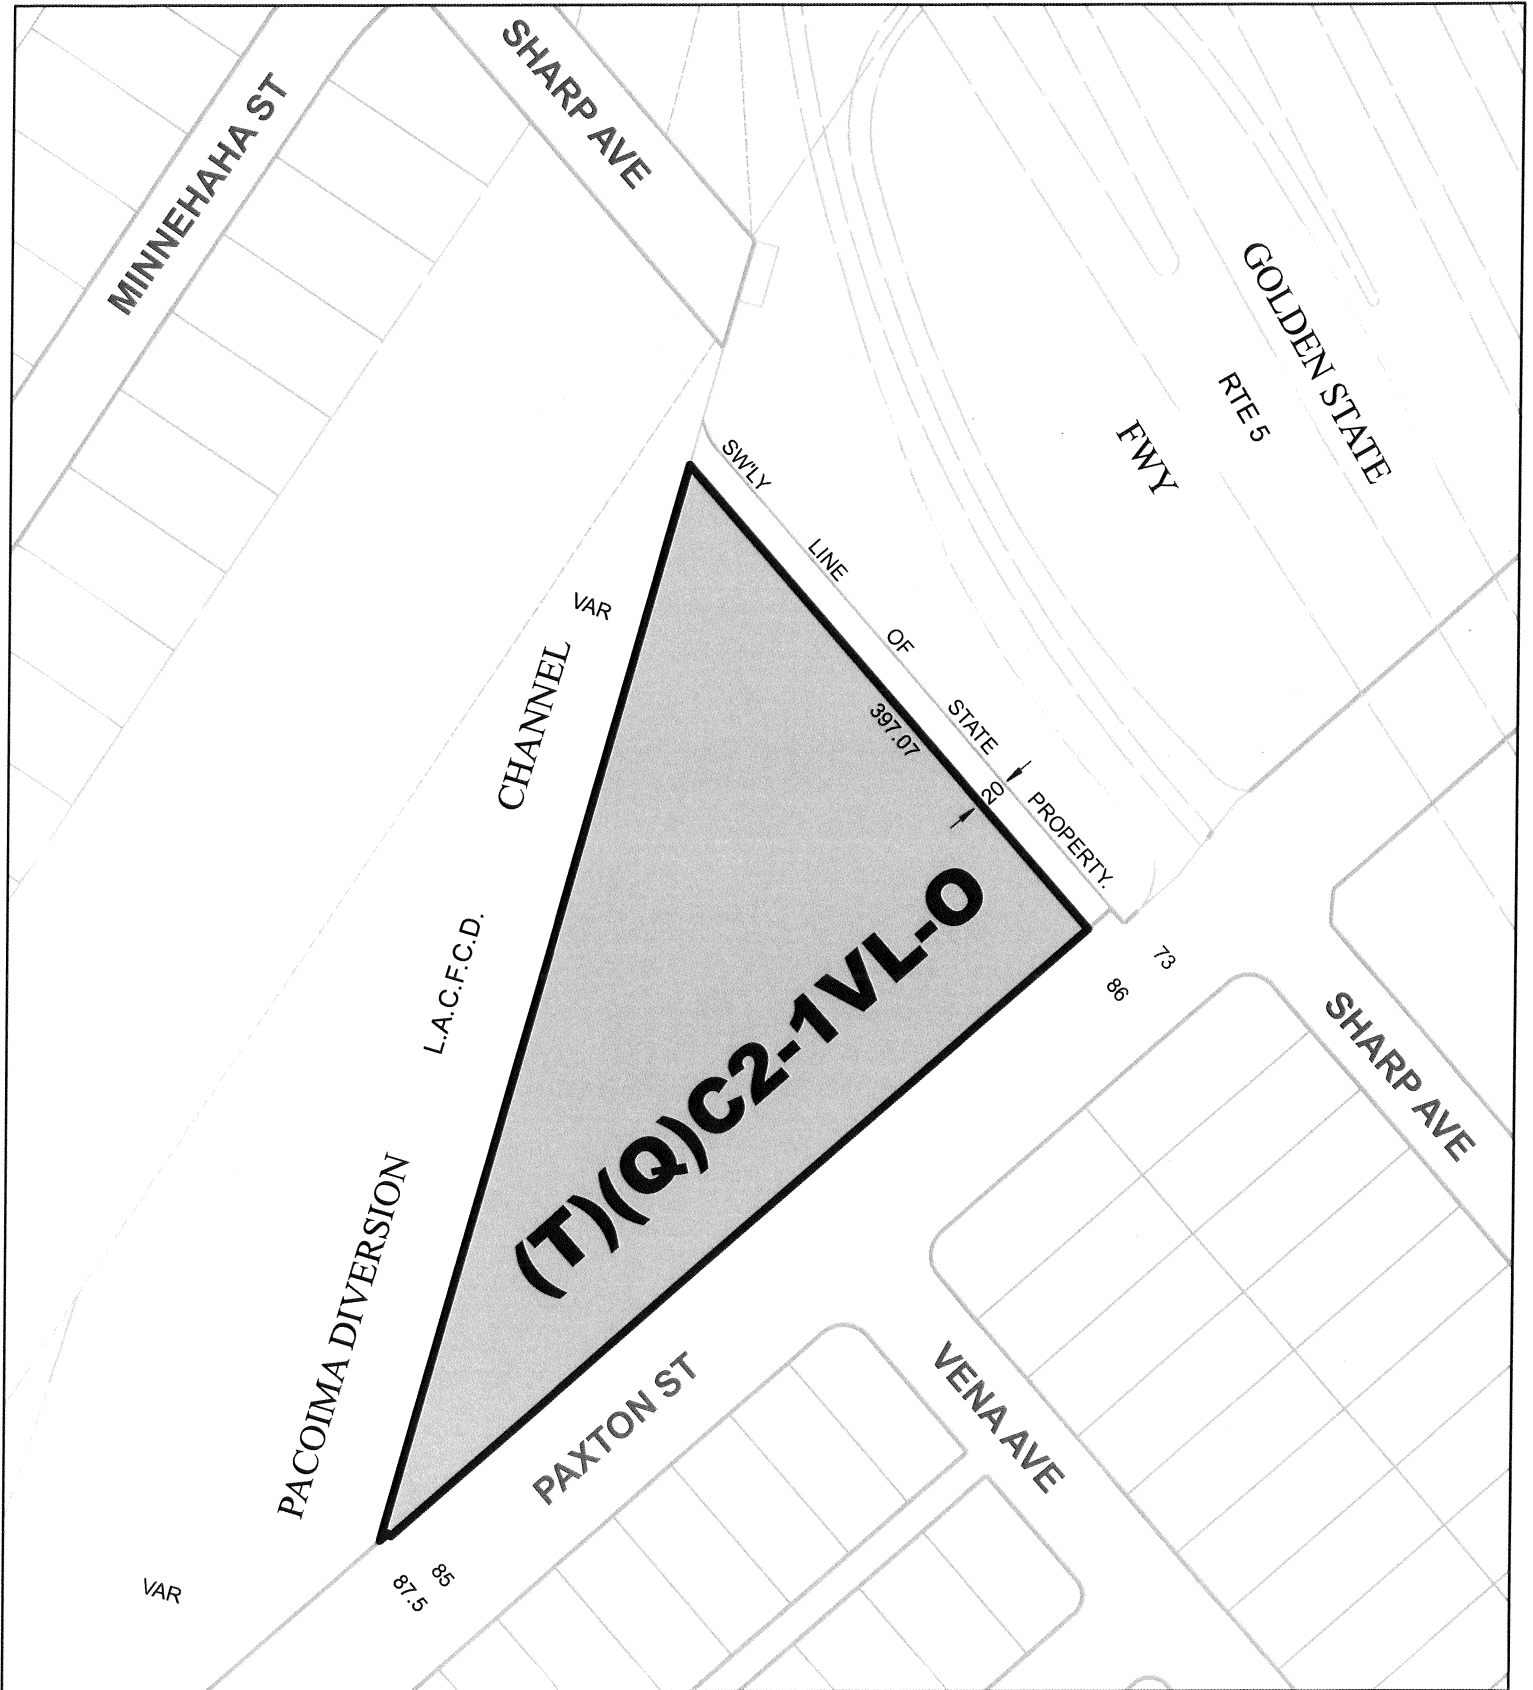 SHARP AVE
MINNEHAHA ST
GOLDEN STATE
RTE 5
FWY
SW'LY LINE OF STATE PROPERTY.
VAR
CHANNEL
397.07
20
L.A.C.F.C.D.
(T)(Q)C2-1VL-O
73
86
SHARP AVE
PACOIMA DIVERSION
PAXTON ST
VENA AVE
85
87.5
VAR